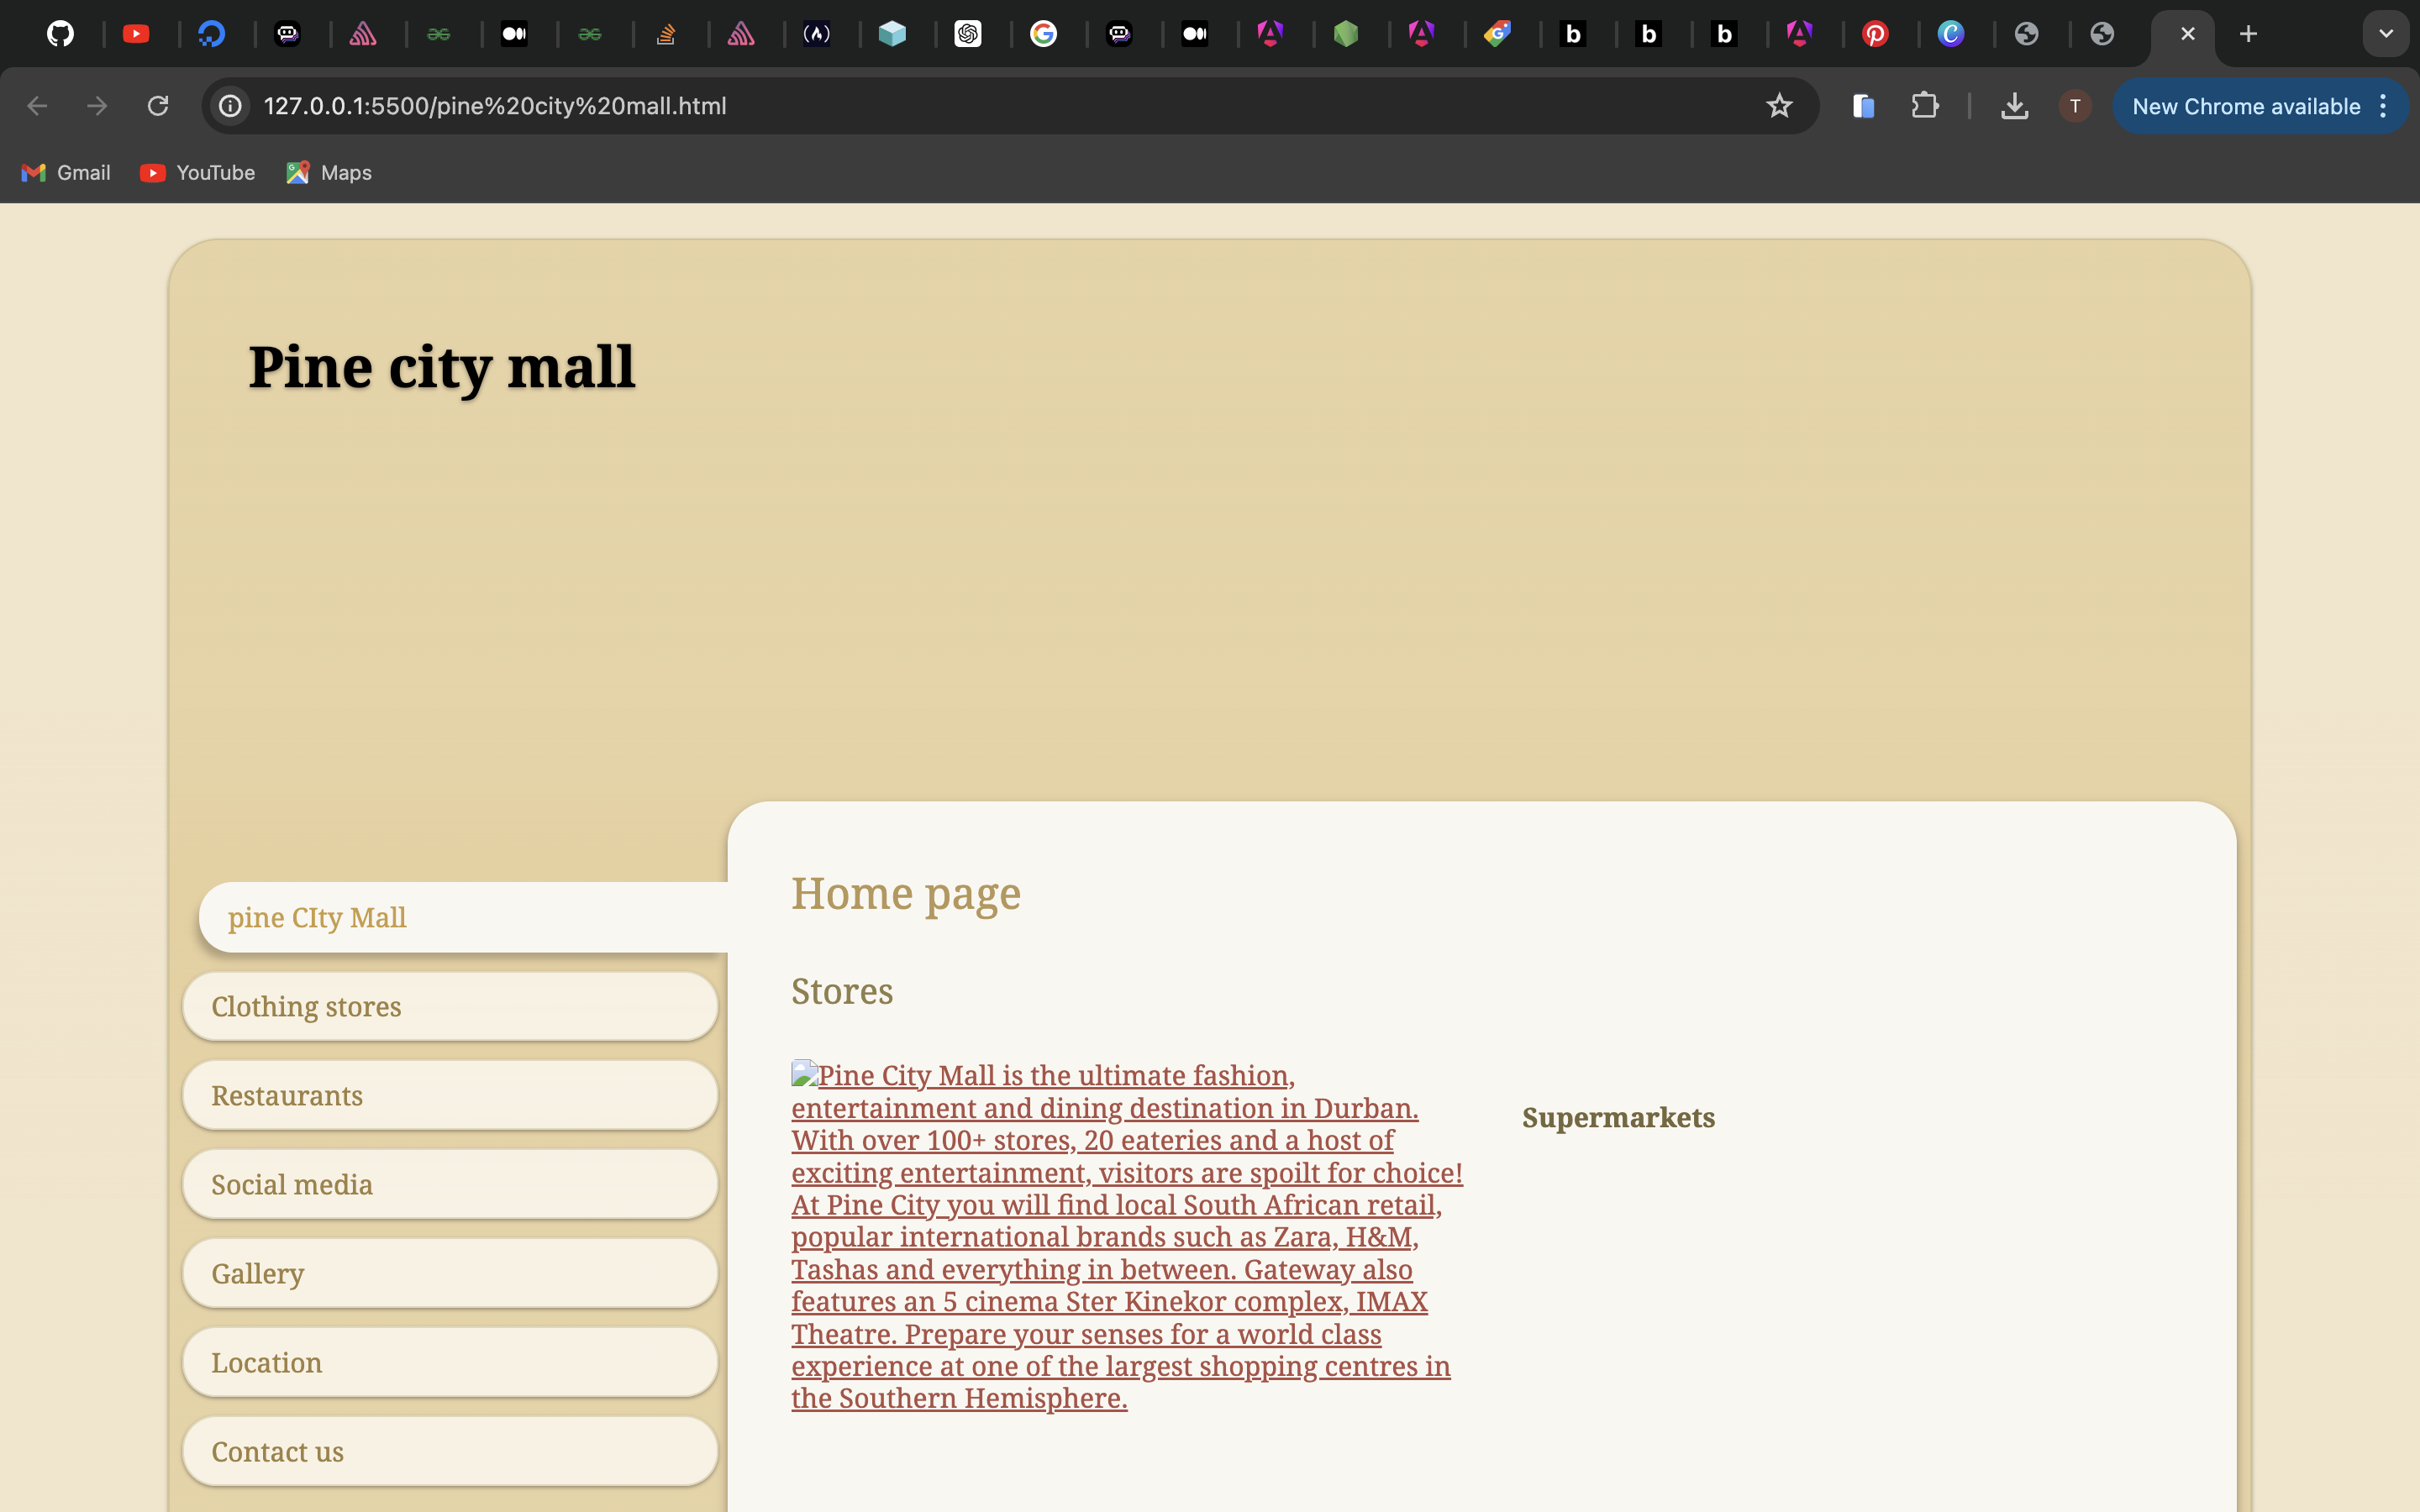 127.0.0.1:5500/pine%20city%20mall.html
T
New Chrome available
Gmail
YouTube
Maps
Pine city mall
pine CIty Mall
Clothing stores
Restaurants
Social media
Gallery
Location
Contact us
Home page
Stores
Pine City Mall is the ultimate fashion,
entertainment and dining destination in Durban.
With over 100+ stores, 20 eateries and a host of
exciting entertainment, visitors are spoilt for choice!
At Pine City you will find local South African retail,
popular international brands such as Zara, H&M,
Tashas and everything in between. Gateway also
features an 5 cinema Ster Kinekor complex, IMAX
Theatre. Prepare your senses for a world class
experience at one of the largest shopping centres in
the Southern Hemisphere.
Supermarkets